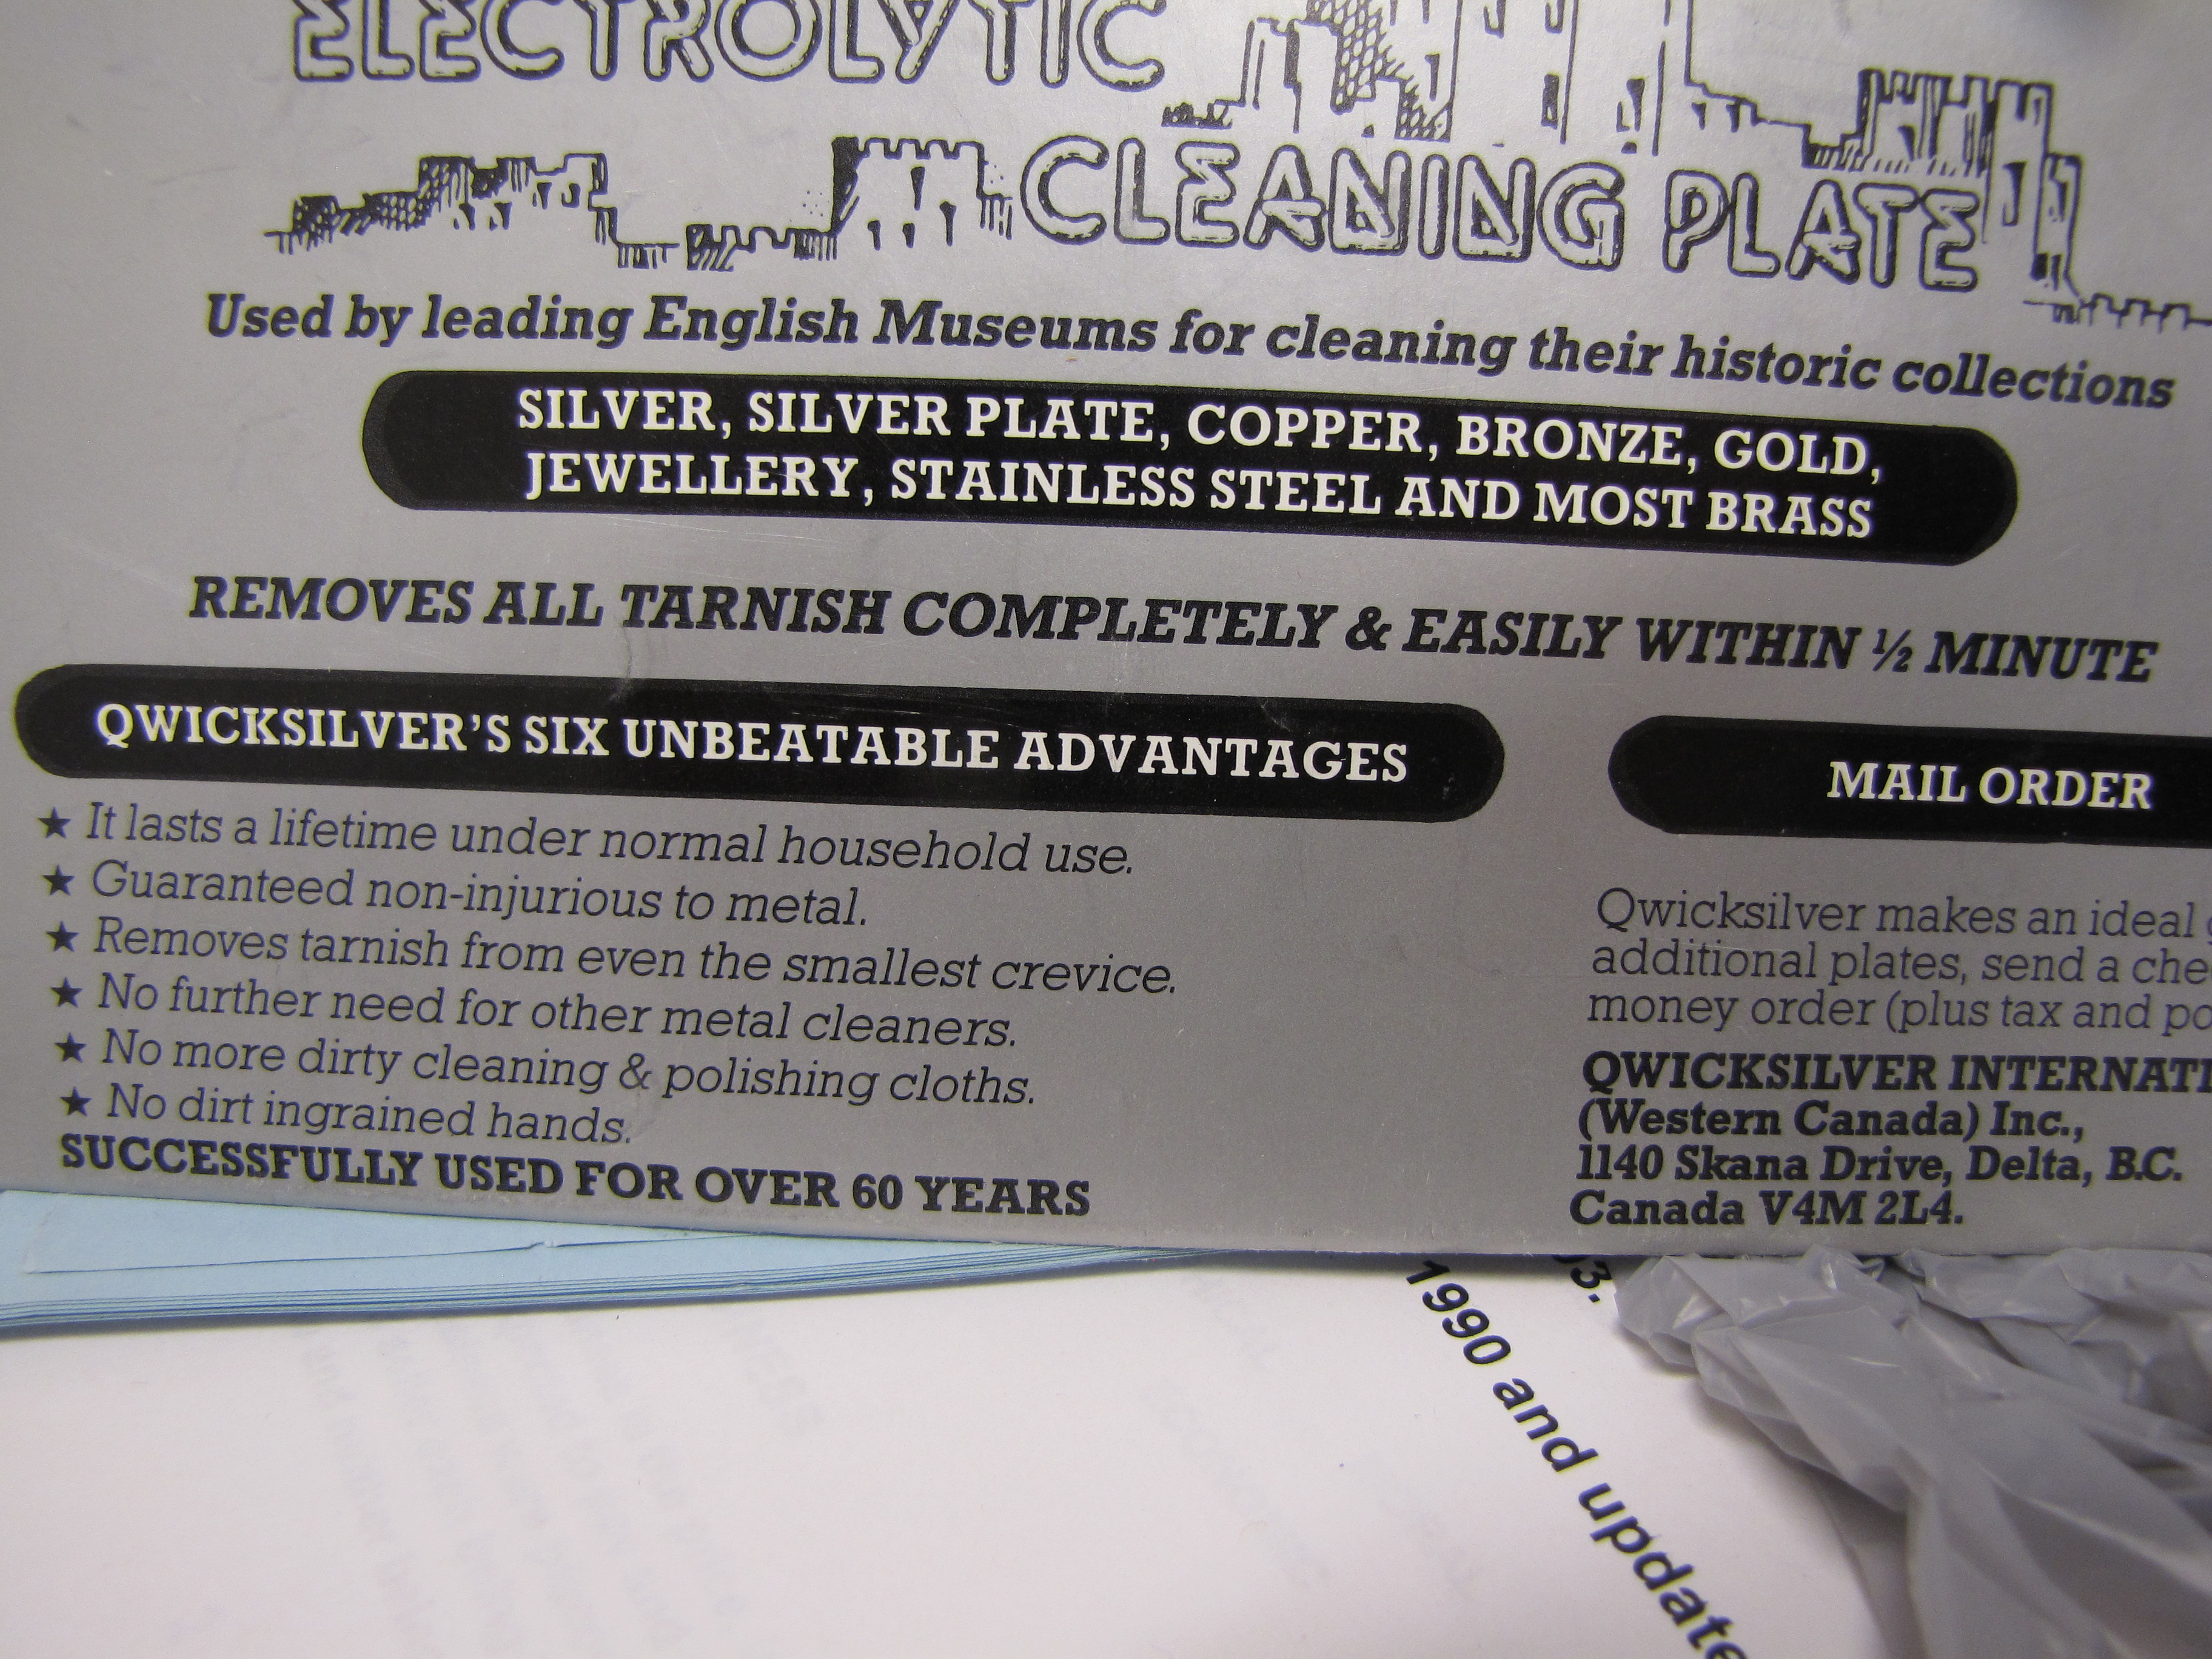 ELECTROLYTIC
CLEANING PLATE
Used by leading English Museums for cleaning their historic collections
SILVER, SILVER PLATE, COPPER, BRONZE, GOLD,
JEWELLERY, STAINLESS STEEL AND MOST BRASS
REMOVES ALL TARNISH COMPLETELY & EASILY WITHIN ½ MINUTE
QWICKSILVER'S SIX UNBEATABLE ADVANTAGES
★ It lasts a lifetime under normal household use.
★ Guaranteed non-injurious to metal.
★ Removes tarnish from even the smallest crevice.
★ No further need for other metal cleaners.
★ No more dirty cleaning & polishing cloths.
★ No dirt ingrained hands.
SUCCESSFULLY USED FOR OVER 60 YEARS
MAIL ORDER
Qwicksilver makes an ideal
additional plates, send a
money order (plus tax and
QWICKSILVER
(Western Canada) Inc.,
1140 Skana Drive, Delta, B.C.
Canada V4M 2L4.
3.
1990 and update